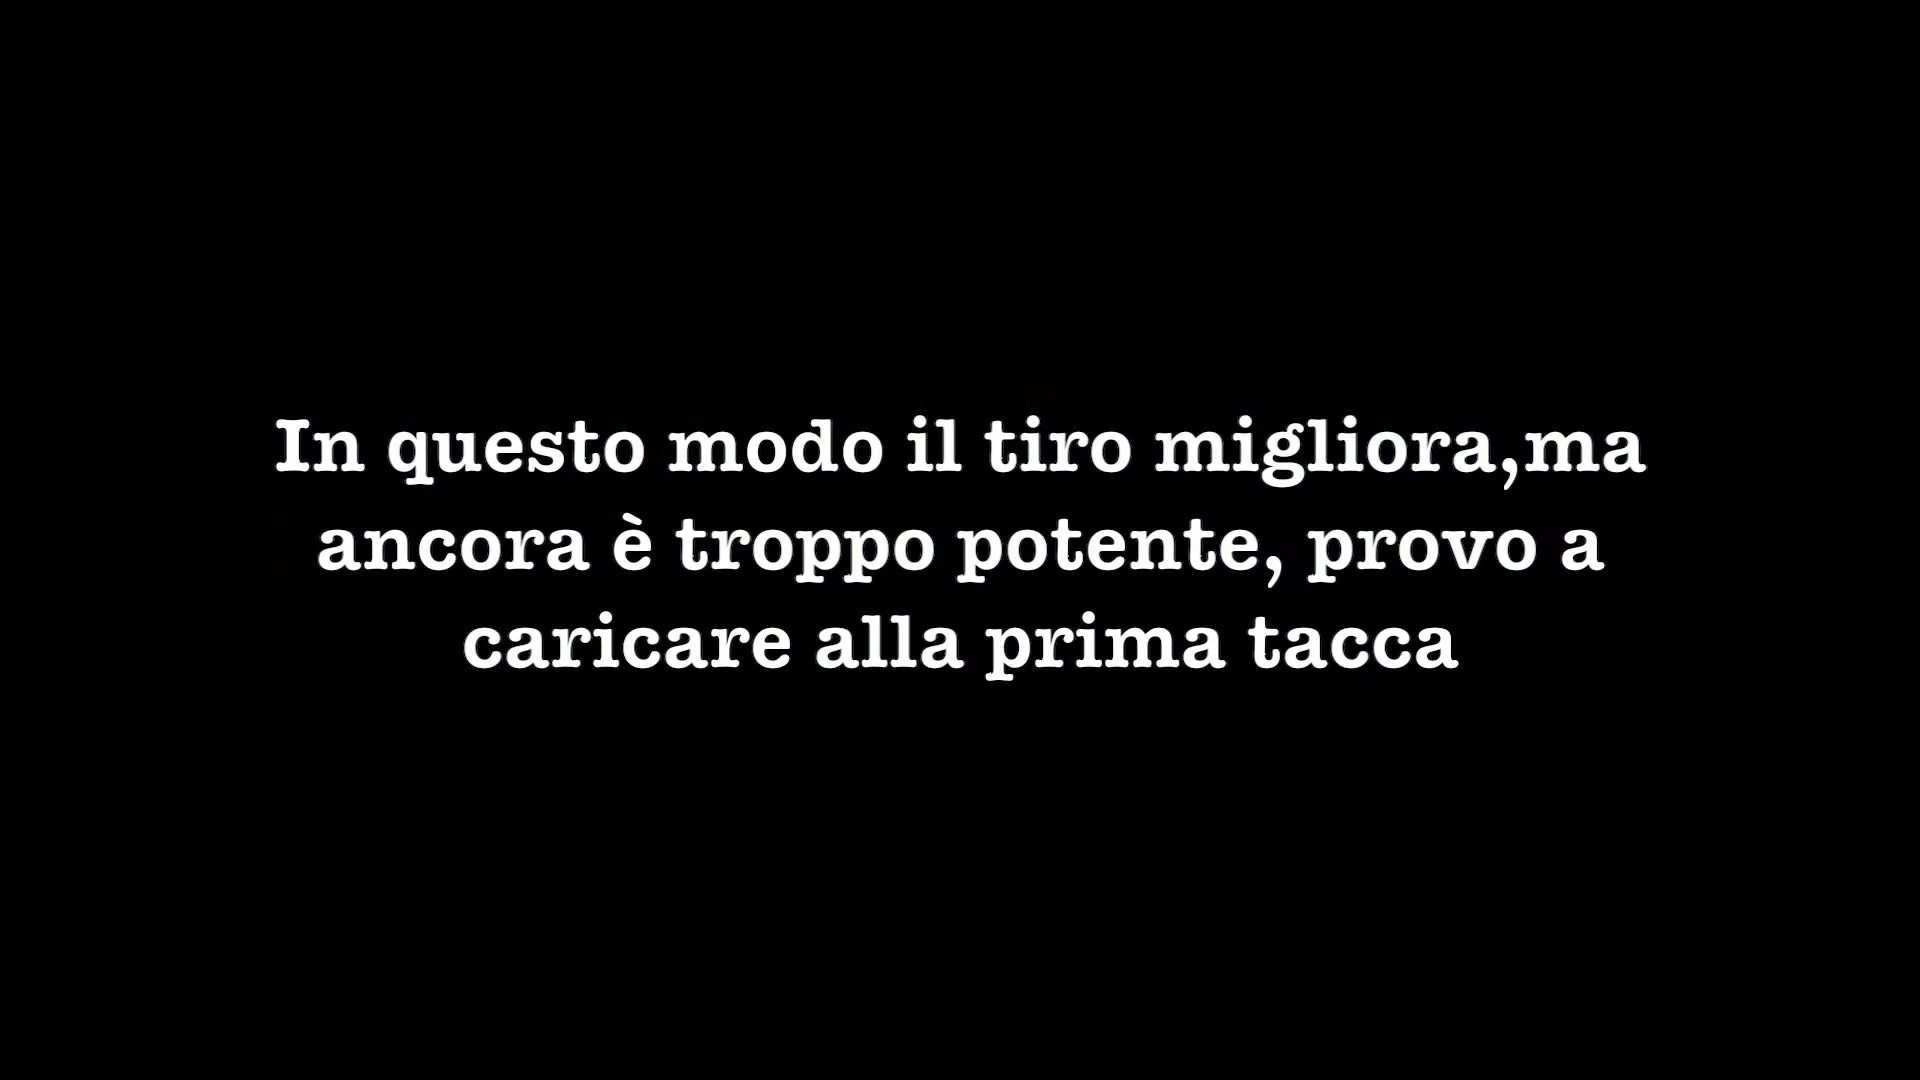 In questo modo il tiro migliora,ma
ancora è troppo potente, provo a
caricare alla prima tacca